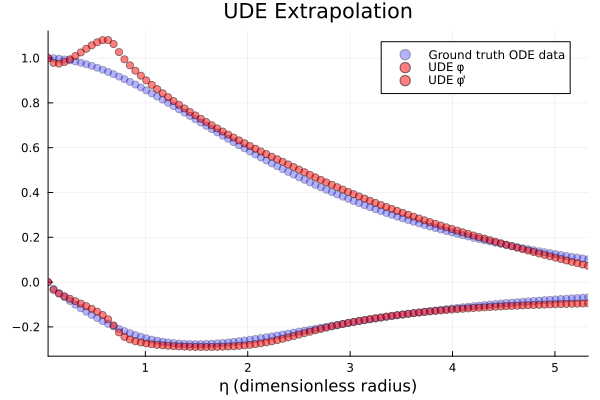 UDE Extrapolation
Ground truth ODE data
UDE φ
UDE φ'
1.0
0.8
0.6
0.4
0.2
0.0
−0.2
1 2 3 4 5
η (dimensionless radius)